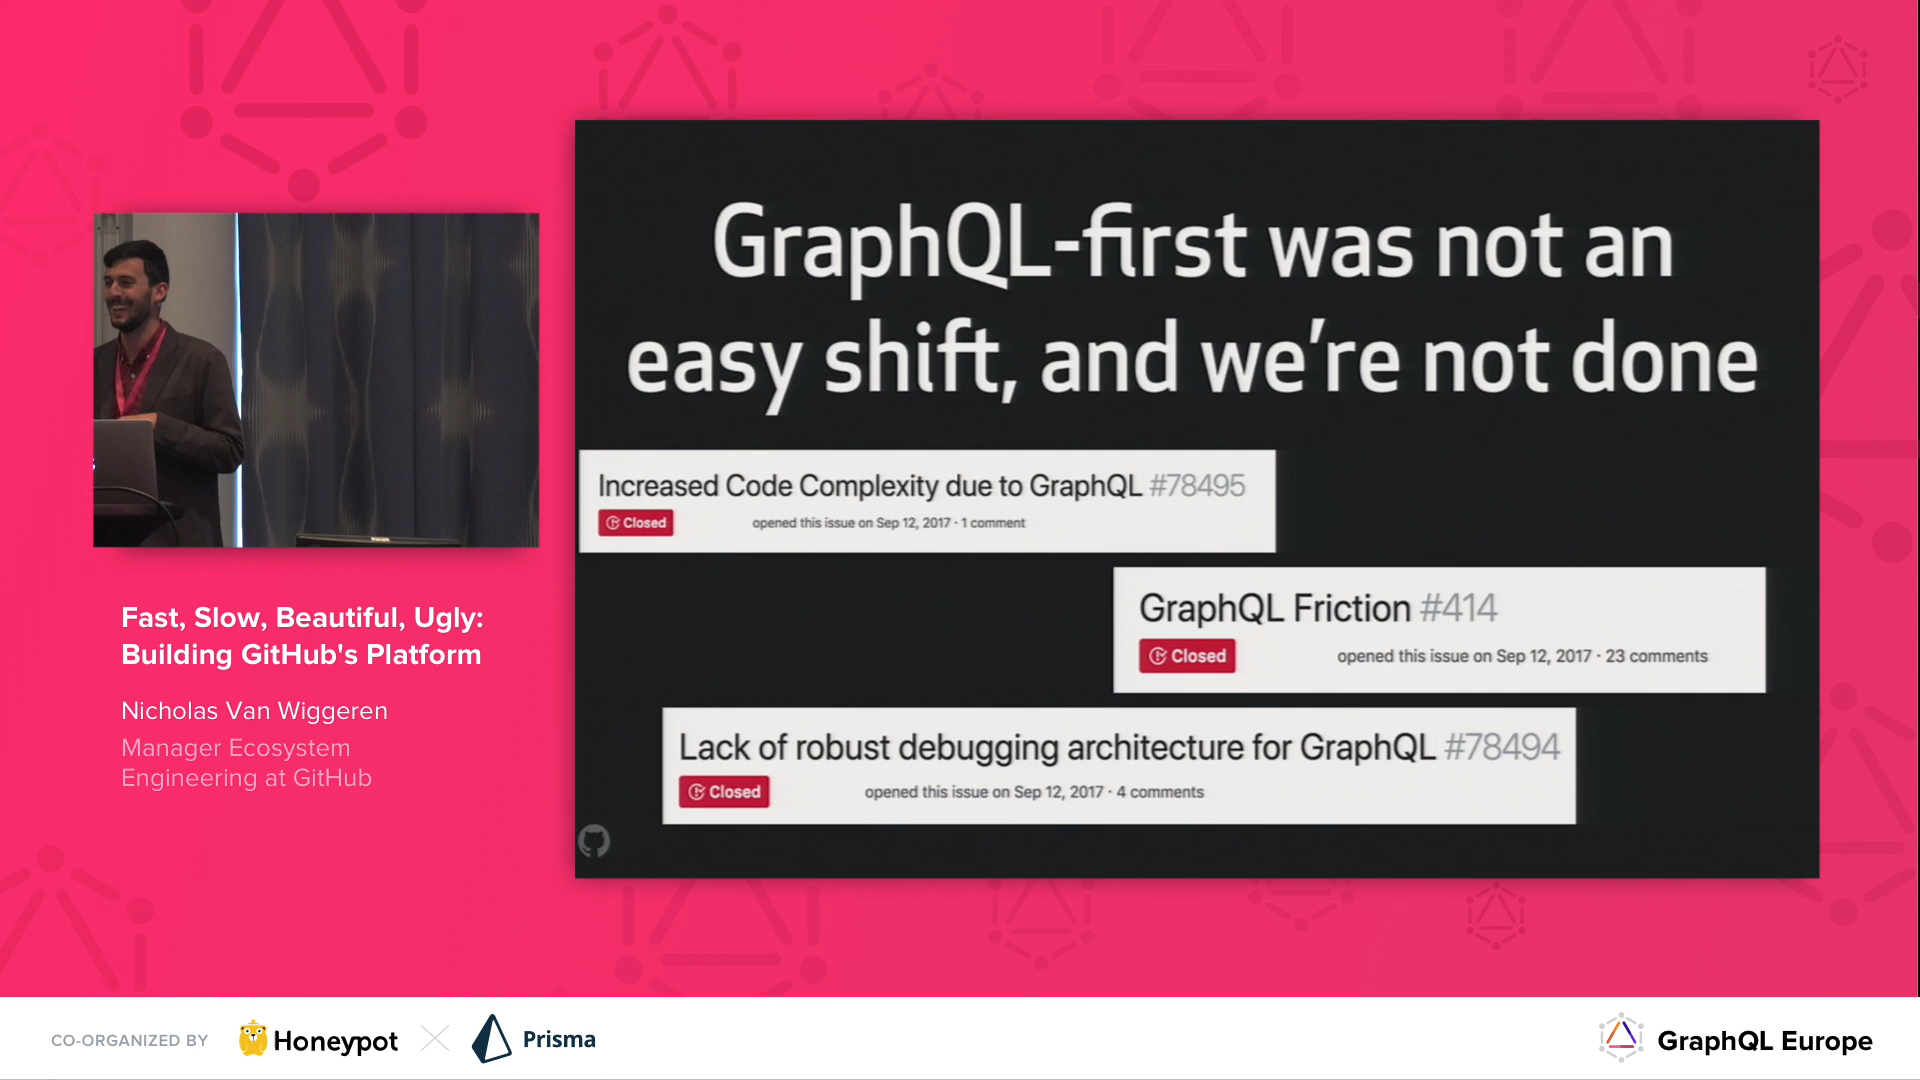 GraphQL-first was not an
easy shift, and we're not done
Increased Code Complexity due to GraphQL #78495
Closed opened this issue on Sep 12, 2017 · 1 comment
GraphQL Friction #414
Closed opened this issue on Sep 12, 2017 · 23 comments
Lack of robust debugging architecture for GraphQL #78494
Closed opened this issue on Sep 12, 2017 · 4 comments
Fast, Slow, Beautiful, Ugly:
Building GitHub's Platform
Nicholas Van Wiggeren
Manager Ecosystem
Engineering at GitHub
CO-ORGANIZED BY Honeypot Prisma GraphQL Europe